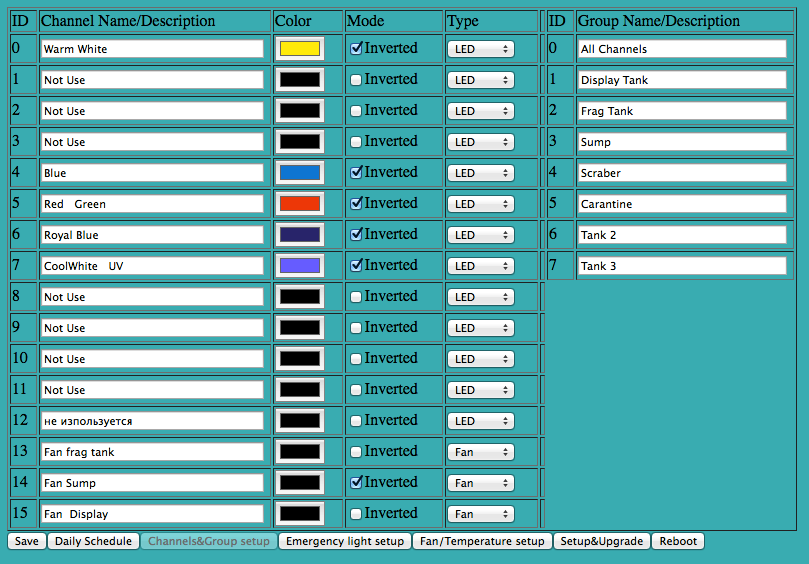 ID Channel Name/Description Color Mode Type ID Group Name/Description
0 Warm White Inverted LED 0 All Channels
1 Not Use Inverted LED 1 Display Tank
2 Not Use Inverted LED 2 Frag Tank
3 Not Use Inverted LED 3 Sump
4 Blue Inverted LED 4 Scraber
5 Red Green Inverted LED 5 Carantine
6 Royal Blue Inverted LED 6 Tank 2
7 CoolWhite UV Inverted LED 7 Tank 3
8 Not Use Inverted LED
9 Not Use Inverted LED
10 Not Use Inverted LED
11 Not Use Inverted LED
12 не изпользуется Inverted LED
13 Fan frag tank Inverted Fan
14 Fan Sump Inverted Fan
15 Fan Display Inverted Fan
Save Daily Schedule Channels&Group setup Emergency light setup Fan/Temperature setup Setup&Upgrade Reboot